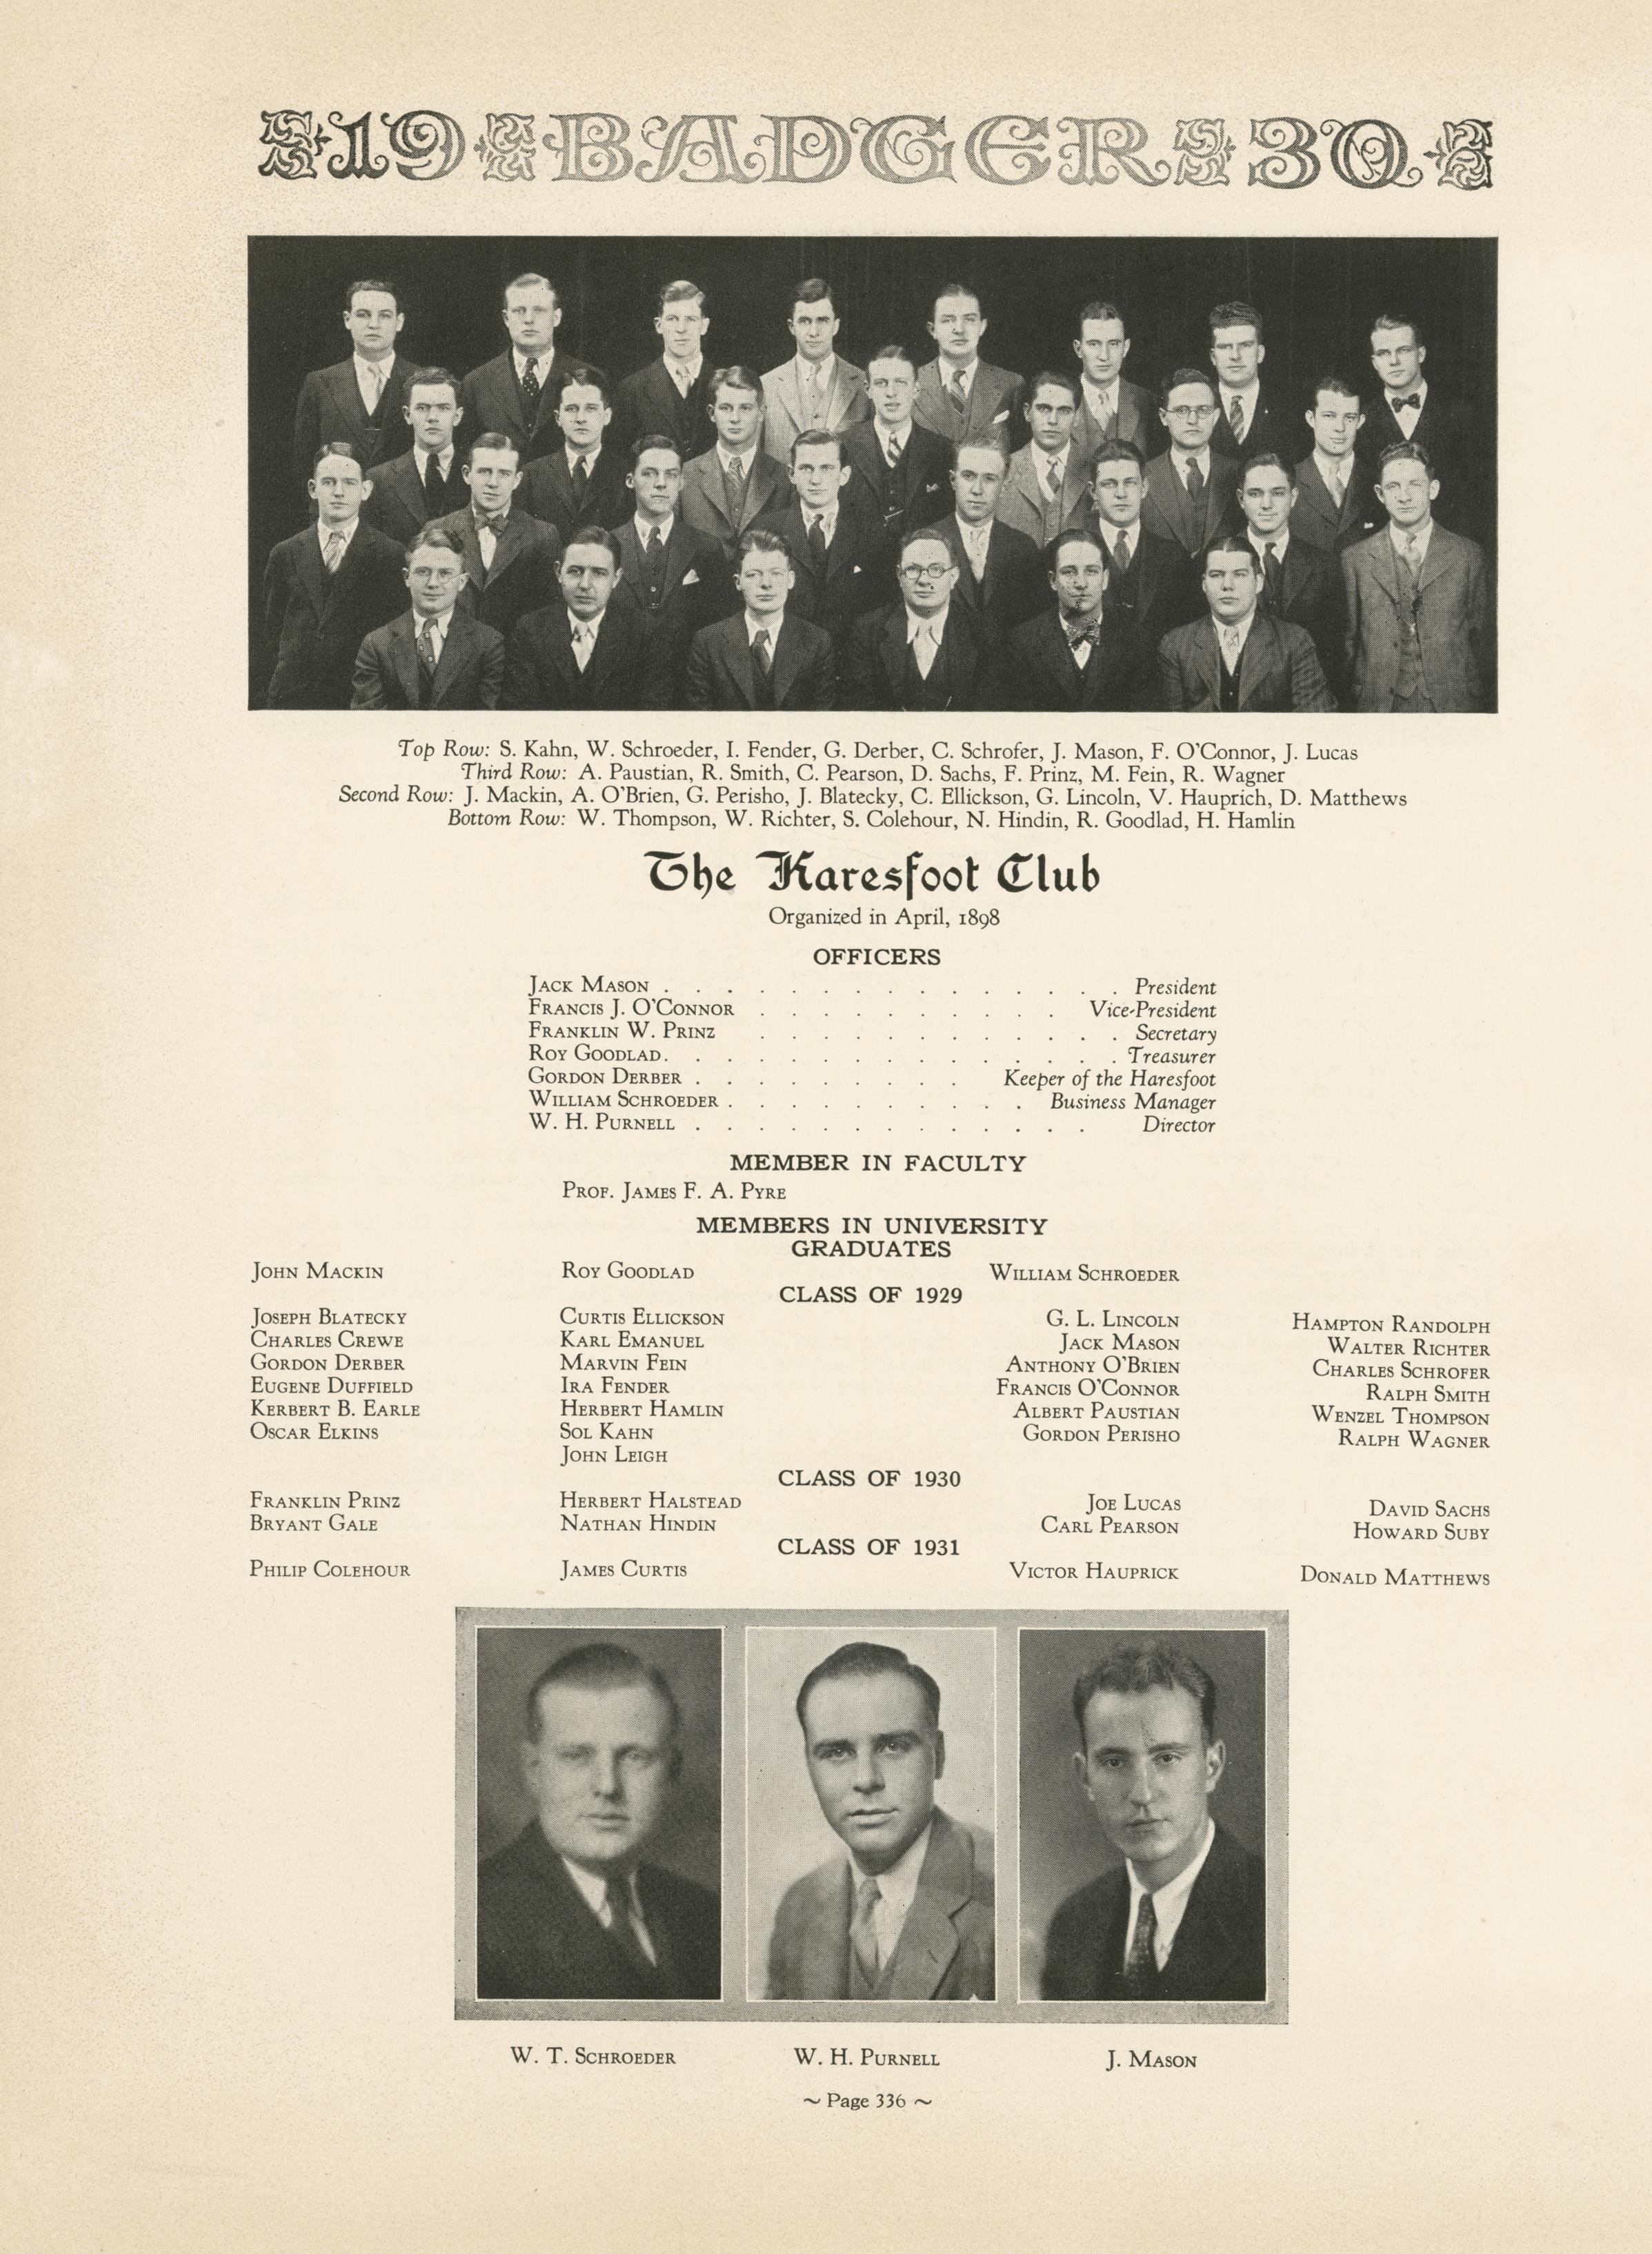 19 BADGER 30
Top Row: S. Kahn, W. Schroeder, I. Fender, G. Derber, C. Schrofer, J. Mason, F. O'Connor, J. Lucas
Third Row: A. Paustian, R. Smith, C. Pearson, D. Sachs, F. Prinz, M. Fein, R. Wagner
Second Row: J. Mackin, A. O'Brien, G. Perisho, J. Blatecky, C. Ellickson, G. Lincoln, V. Hauprich, D. Matthews
Bottom Row: W. Thompson, W. Richter, S. Colehour, N. Hindin, R. Goodlad, H. Hamlin
The Haresfoot Club
Organized in April, 1898
OFFICERS
Jack Mason . . . . . . . . . . . . . . . President
Francis J. O'Connor . . . . . . . . . . Vice-President
Franklin W. Prinz . . . . . . . . . . . . Secretary
Roy Goodlad . . . . . . . . . . . . . . . Treasurer
Gordon Derber . . . . . . . . . Keeper of the Haresfoot
William Schroeder . . . . . . . . . . Business Manager
W. H. Purnell . . . . . . . . . . . . . Director
MEMBER IN FACULTY
Prof. James F. A. Pyre
MEMBERS IN UNIVERSITY
GRADUATES
John Mackin Roy Goodlad William Schroeder
CLASS OF 1929
Joseph Blatecky Curtis Ellickson G. L. Lincoln Hampton Randolph
Charles Crewe Karl Emanuel Jack Mason Walter Richter
Gordon Derber Marvin Fein Anthony O'Brien Charles Schrofer
Eugene Duffield Ira Fender Francis O'Connor Ralph Smith
Kerbert B. Earle Herbert Hamlin Albert Paustian Wenzel Thompson
Oscar Elkins Sol Kahn Gordon Perisho Ralph Wagner
John Leigh
CLASS OF 1930
Franklin Prinz Herbert Halstead Joe Lucas David Sachs
Bryant Gale Nathan Hindin Carl Pearson Howard Suby
CLASS OF 1931
Philip Colehour James Curtis Victor Hauprick Donald Matthews
W. T. Schroeder W. H. Purnell J. Mason
~ Page 336 ~